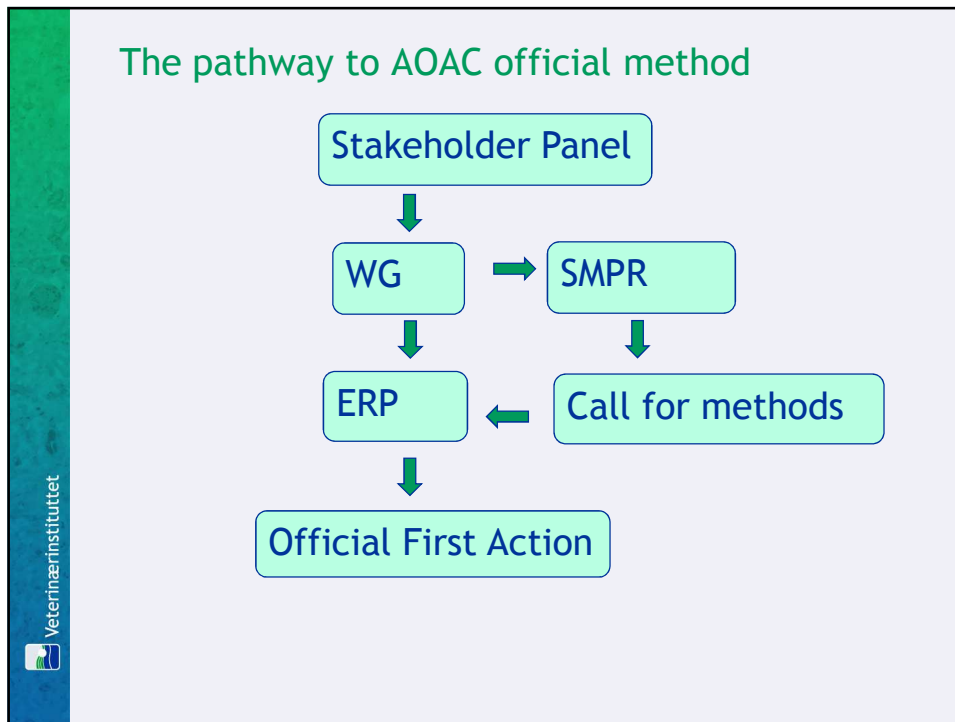 The pathway to AOAC official method
Stakeholder Panel
WG
SMPR
ERP
Call for methods
Official First Action
Veterinærinstituttet